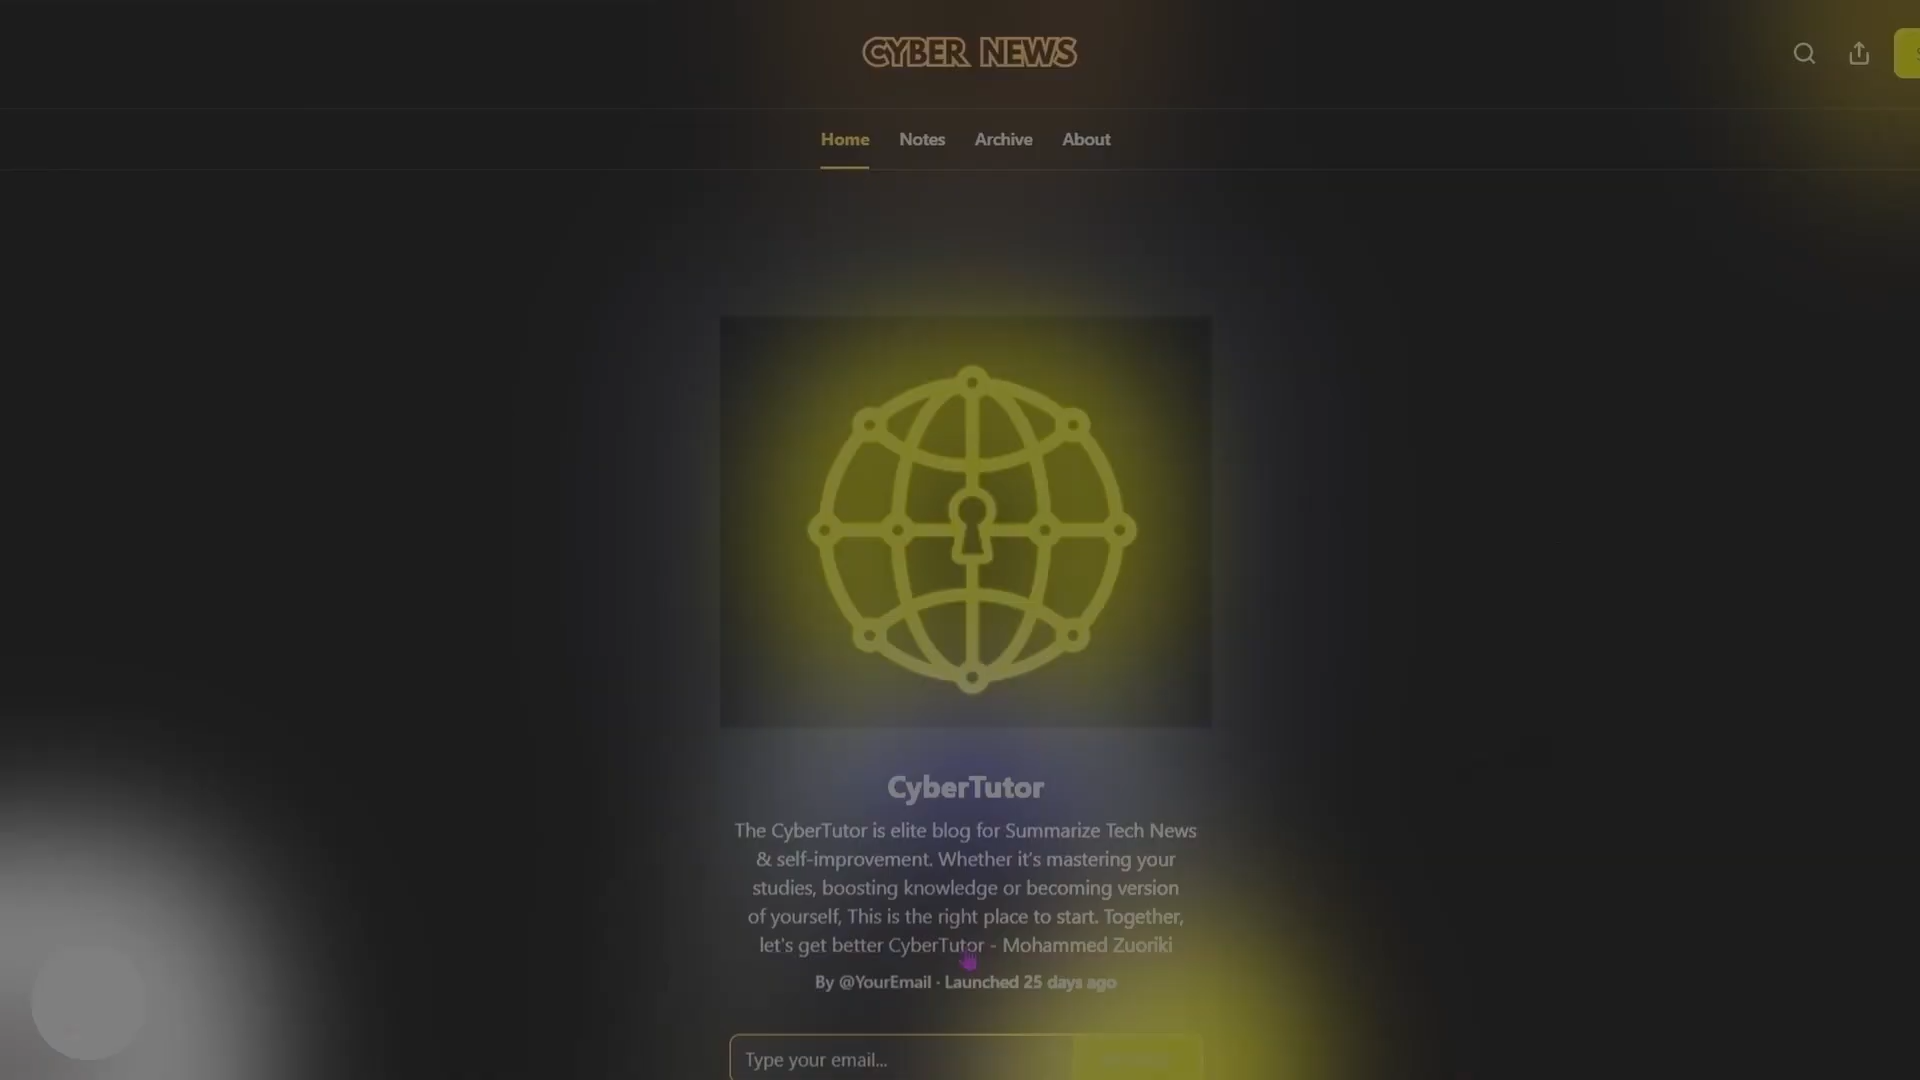 CYBER NEWS
Home Notes Archive About
CyberTutor
The CyberTutor is elite blog for Summarize Tech News
& self-improvement. Whether it's mastering your
studies, boosting knowledge or becoming version
of yourself, This is the right place to start. Together,
let's get better CyberTutor - Mohammed Zuoriki
By @YourEmail · Launched 25 days ago
Type your email...